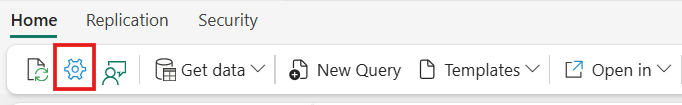 Home Replication Security
Get data New Query Templates Open in